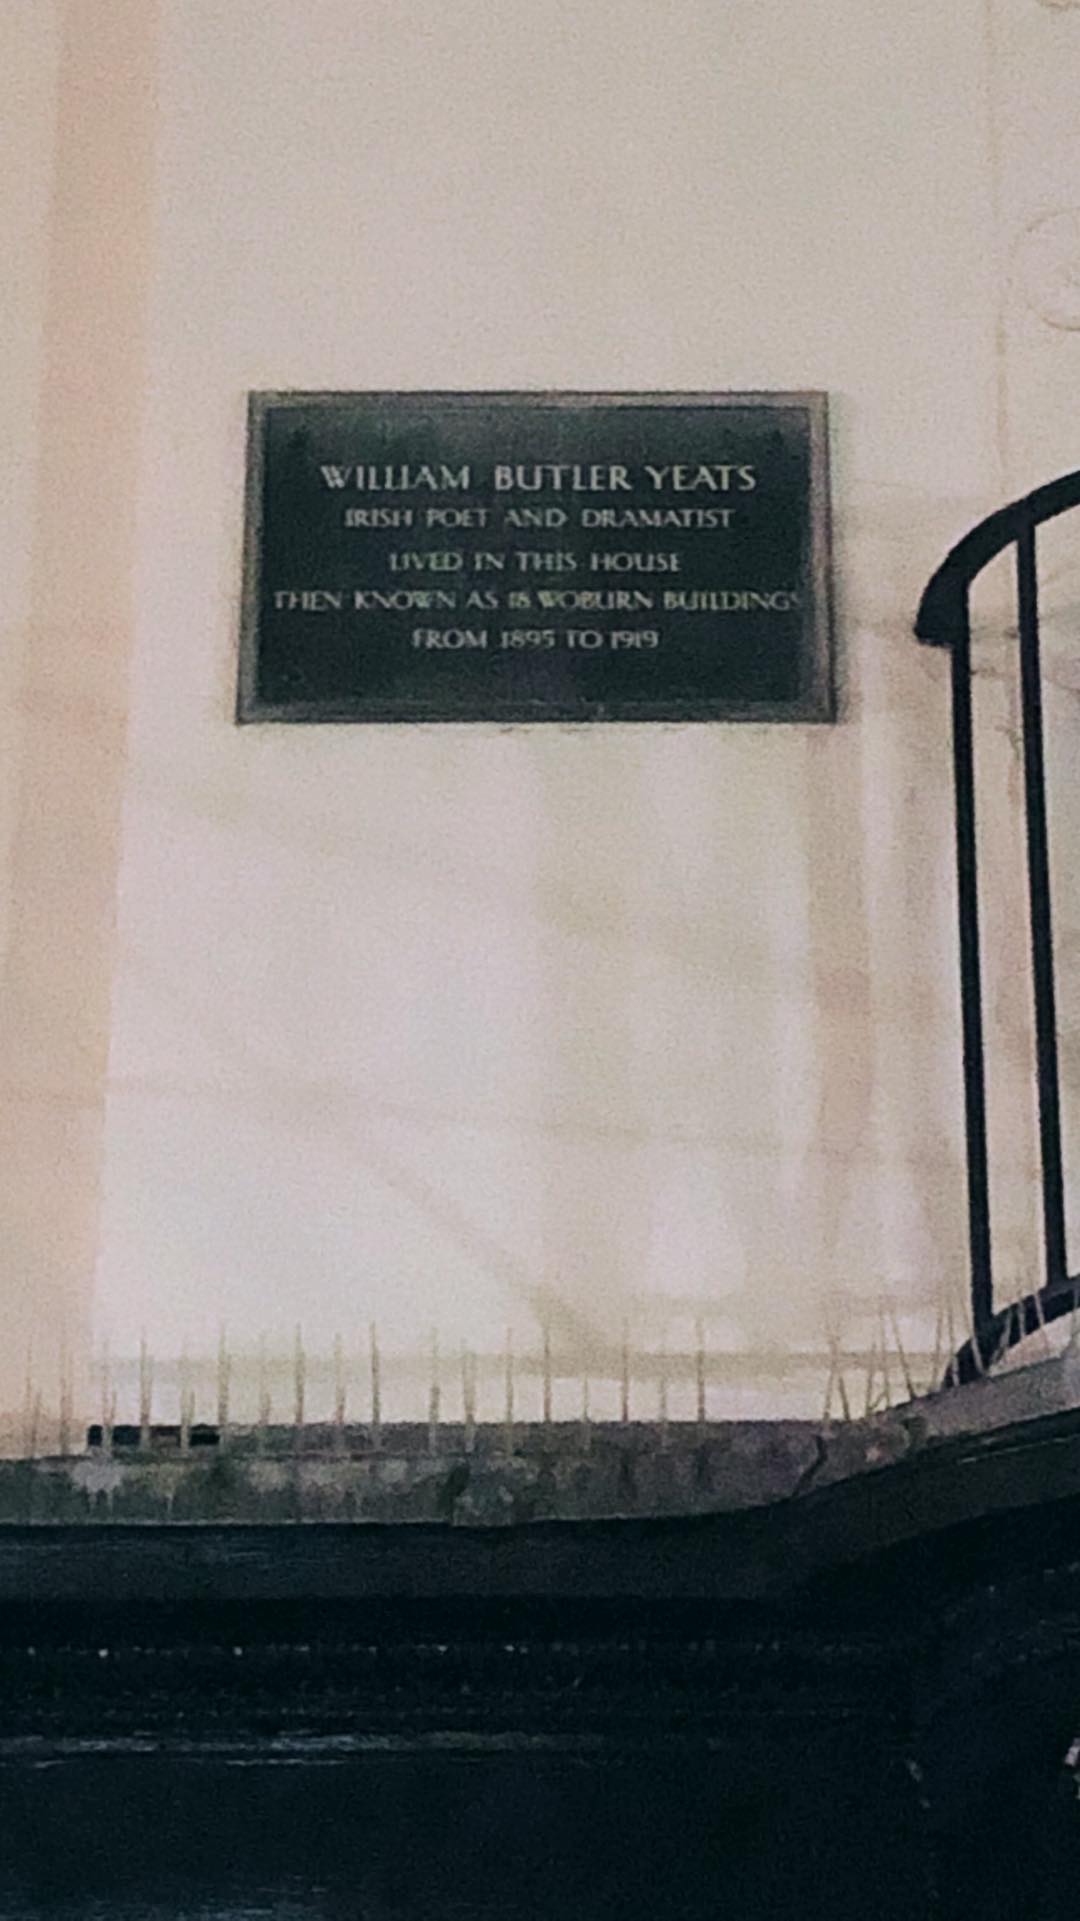 WILLIAM BUTLER YEATS
IRISH POET AND DRAMATIST
LIVED IN THIS HOUSE
THEN KNOWN AS 18 WOBURN BUILDINGS
FROM 1895 TO 1919